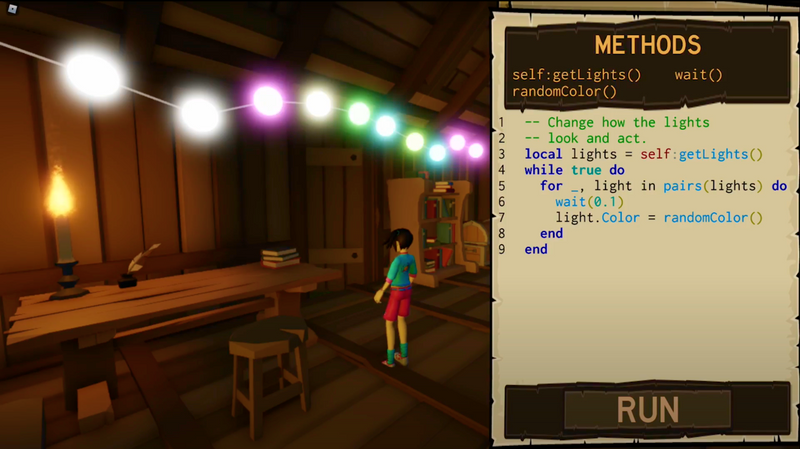 METHODS
self:getLights() wait()
randomColor()
1 -- Change how the lights
2 -- look and act.
3 local lights = self:getLights()
4 while true do
5 for _, light in pairs(lights) do
6 wait(0.1)
7 light.Color = randomColor()
8 end
9 end
RUN